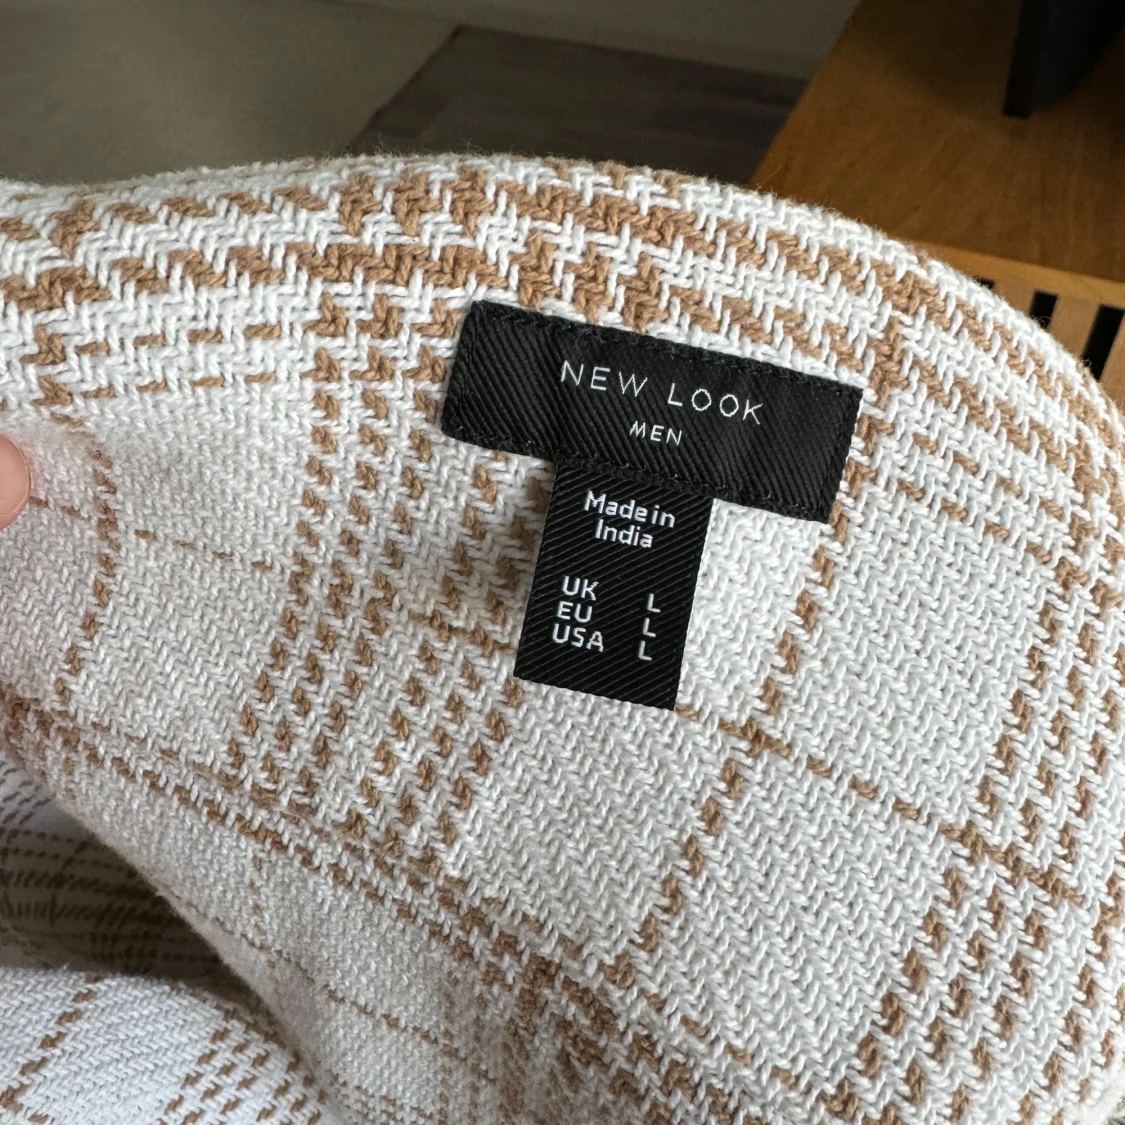 NEW LOOK
MEN
Made in
India
UK L
EU L
USA L